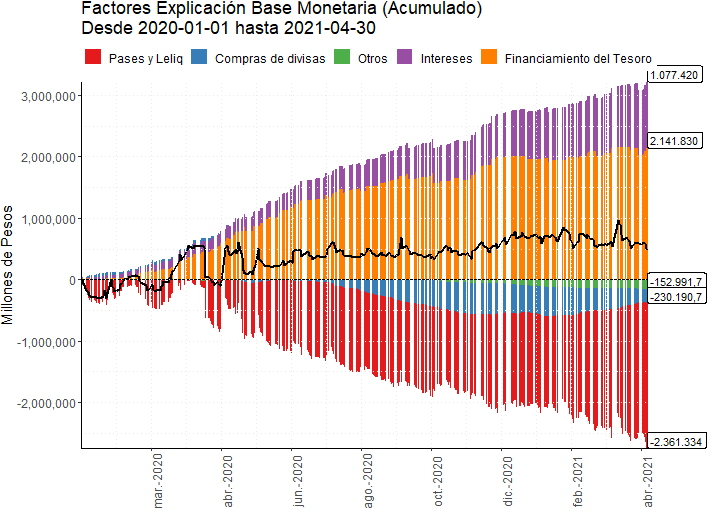 Factores Explicación Base Monetaria (Acumulado)
Desde 2020-01-01 hasta 2021-04-30
Pases y Leliq Compras de divisas Otros Intereses Financiamiento del Tesoro
1.077.420
3,000,000
2.141.830
2,000,000
1,000,000
0
-152.991,7
-230.190,7
-1,000,000
-2,000,000
-2.361.334
Millones de Pesos
mar.-2020 abr.-2020 jun.-2020 ago.-2020 oct.-2020 dic.-2020 feb.-2021 abr.-2021